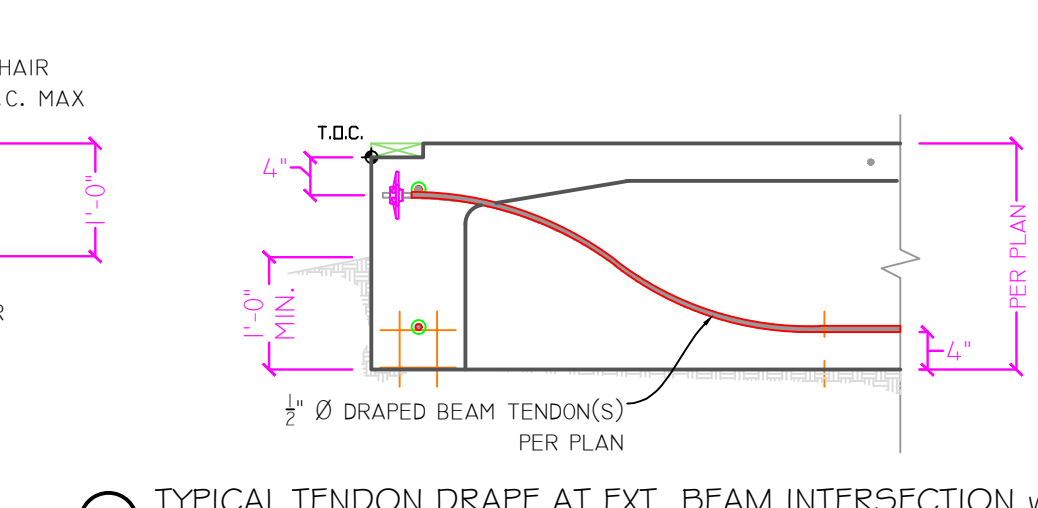 HAIR
.C. MAX
1'-0"
R
T.O.C.
4"
1'-0"
MIN.
PER PLAN
4"
½" Ø DRAPED BEAM TENDON(S)
PER PLAN
TYPICAL TENDON DRAPE AT EXT. BEAM INTERSECTION